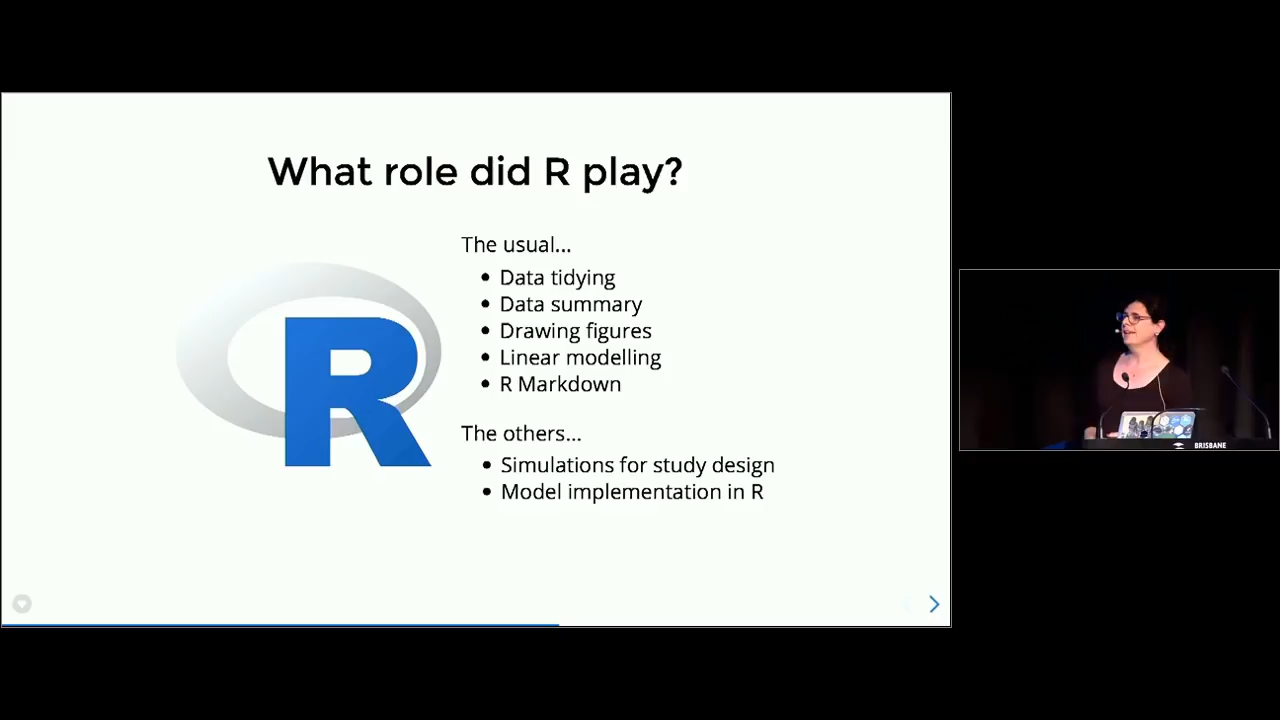 What role did R play?
The usual...
• Data tidying
• Data summary
• Drawing figures
• Linear modelling
• R Markdown
The others...
• Simulations for study design
• Model implementation in R
R
BRISBANE